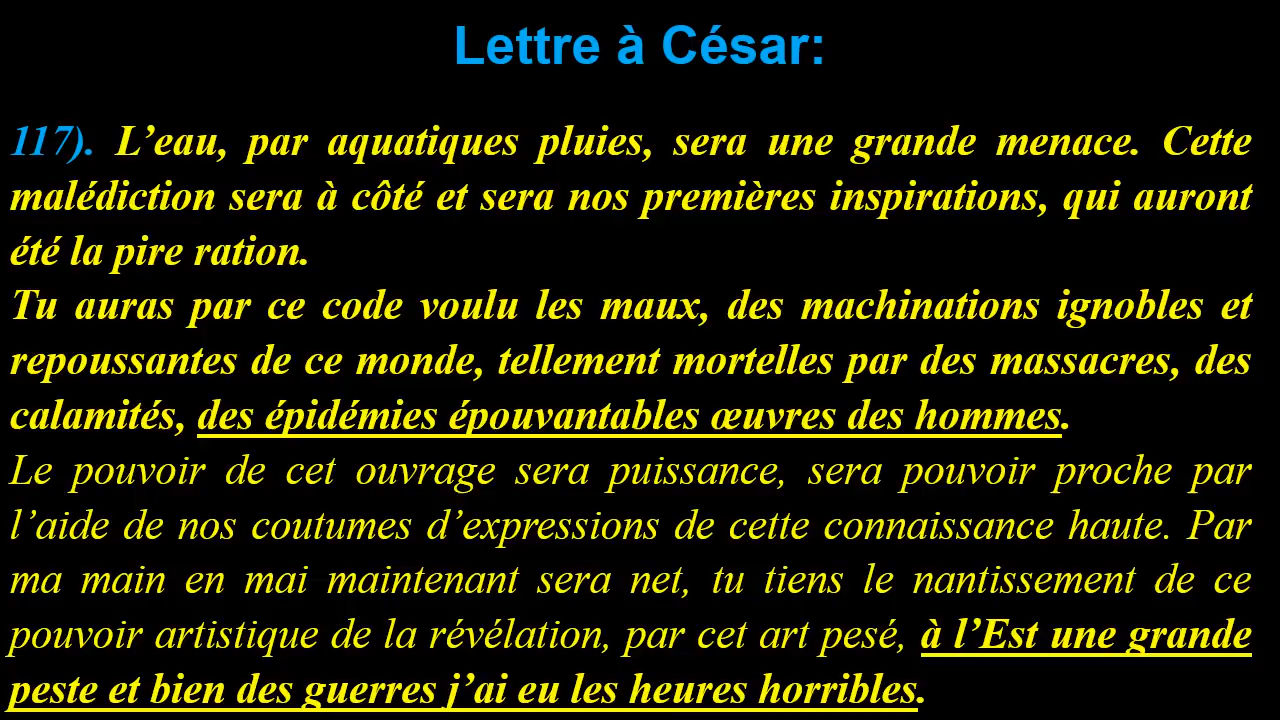 Lettre à César:
117). L’eau, par aquatiques pluies, sera une grande menace. Cette
malédiction sera à côté et sera nos premières inspirations, qui auront
été la pire ration.
Tu auras par ce code voulu les maux, des machinations ignobles et
repoussantes de ce monde, tellement mortelles par des massacres, des
calamités, des épidémies épouvantables œuvres des hommes.
Le pouvoir de cet ouvrage sera puissance, sera pouvoir proche par
l’aide de nos coutumes d’expressions de cette connaissance haute. Par
ma main en mai maintenant sera net, tu tiens le nantissement de ce
pouvoir artistique de la révélation, par cet art pesé, à l’Est une grande
peste et bien des guerres j’ai eu les heures horribles.